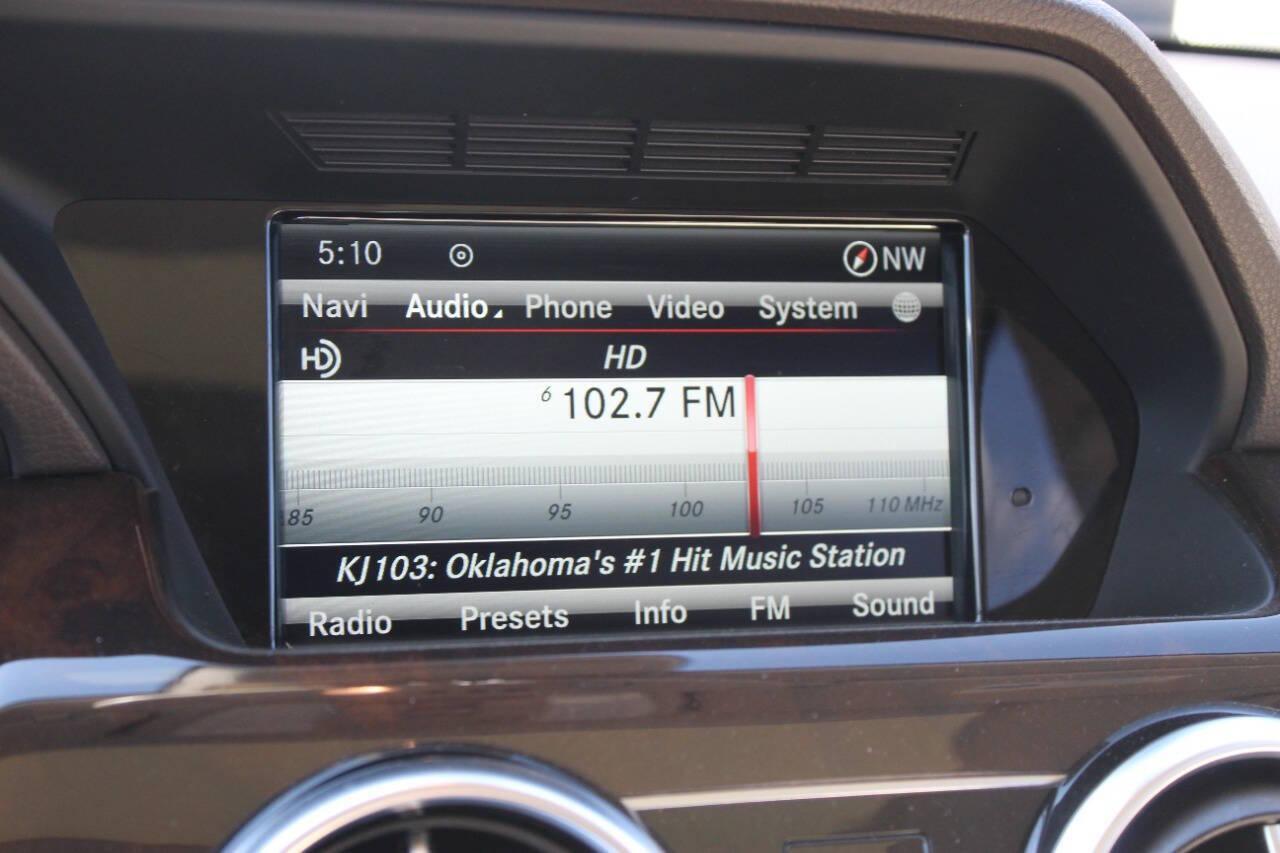 5:10 NW
Navi Audio Phone Video System
HD HD
6 102.7 FM
85 90 95 100 105 110 MHz
KJ103: Oklahoma's #1 Hit Music Station
Radio Presets Info FM Sound